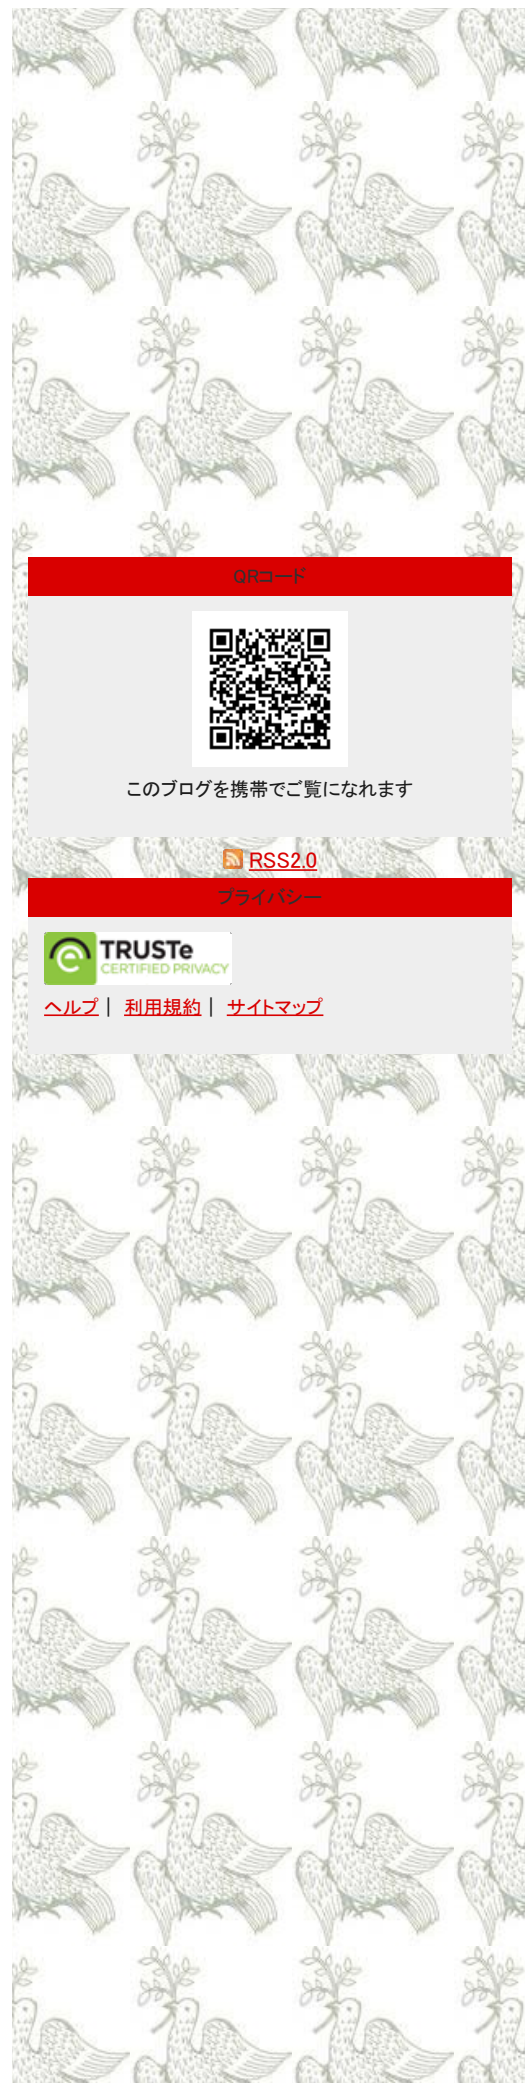 QRコード
このブログを携帯でご覧になれます
RSS2.0
プライバシー
TRUSTe
CERTIFIED PRIVACY
ヘルプ | 利用規約 | サイトマップ